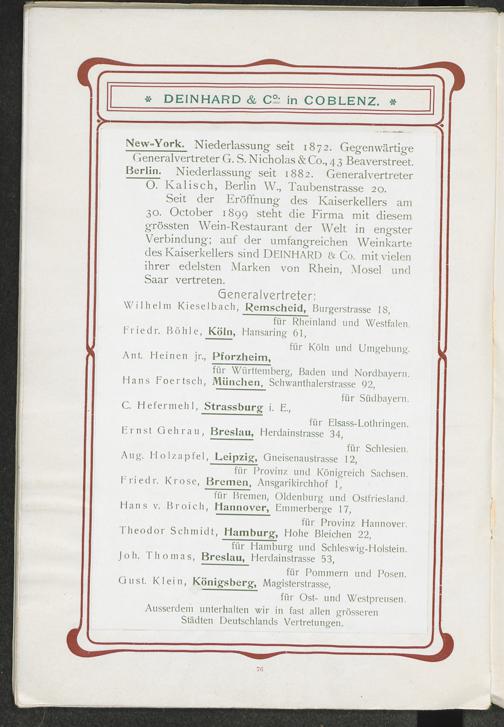 * DEINHARD & Co. in COBLENZ. *
New-York. Niederlassung seit 1872. Gegenwärtige
Generalvertreter G. S. Nicholas & Co., 43 Beaverstreet.
Berlin. Niederlassung seit 1882. Generalvertreter
O. Kalisch, Berlin W., Taubenstrasse 20.
Seit der Eröffnung des Kaiserkellers am
30. October 1899 steht die Firma mit diesem
grössten Wein-Restaurant der Welt in engster
Verbindung; auf der umfangreichen Weinkarte
des Kaiserkellers sind DEINHARD & Co. mit vielen
ihrer edelsten Marken von Rhein, Mosel und
Saar vertreten.
Generalvertreter:
Wilhelm Kieselbach, Remscheid, Burgerstrasse 18,
für Rheinland und Westfalen.
Friedr. Böhle, Köln, Hansaring 61,
für Köln und Umgebung.
Ant. Heinen jr., Pforzheim,
für Württemberg, Baden und Nordbayern.
Hans Foertsch, München, Schwanthalerstrasse 92,
für Südbayern.
C. Hefermehl, Strassburg i. E.,
für Elsass-Lothringen.
Ernst Gehrau, Breslau, Herdainstrasse 34,
für Schlesien.
Aug. Holzapfel, Leipzig, Gneisenaustrasse 12,
für Provinz und Königreich Sachsen.
Friedr. Krose, Bremen, Ansgarikirchhof 1,
für Bremen, Oldenburg und Ostfriesland.
Hans v. Broich, Hannover, Emmerberge 17,
für Provinz Hannover.
Theodor Schmidt, Hamburg, Hohe Bleichen 22,
für Hamburg und Schleswig-Holstein.
Joh. Thomas, Breslau, Herdainstrasse 53,
für Pommern und Posen.
Gust. Klein, Königsberg, Magisterstrasse,
für Ost- und Westpreusen.
Ausserdem unterhalten wir in fast allen grösseren
Städten Deutschlands Vertretungen.
76